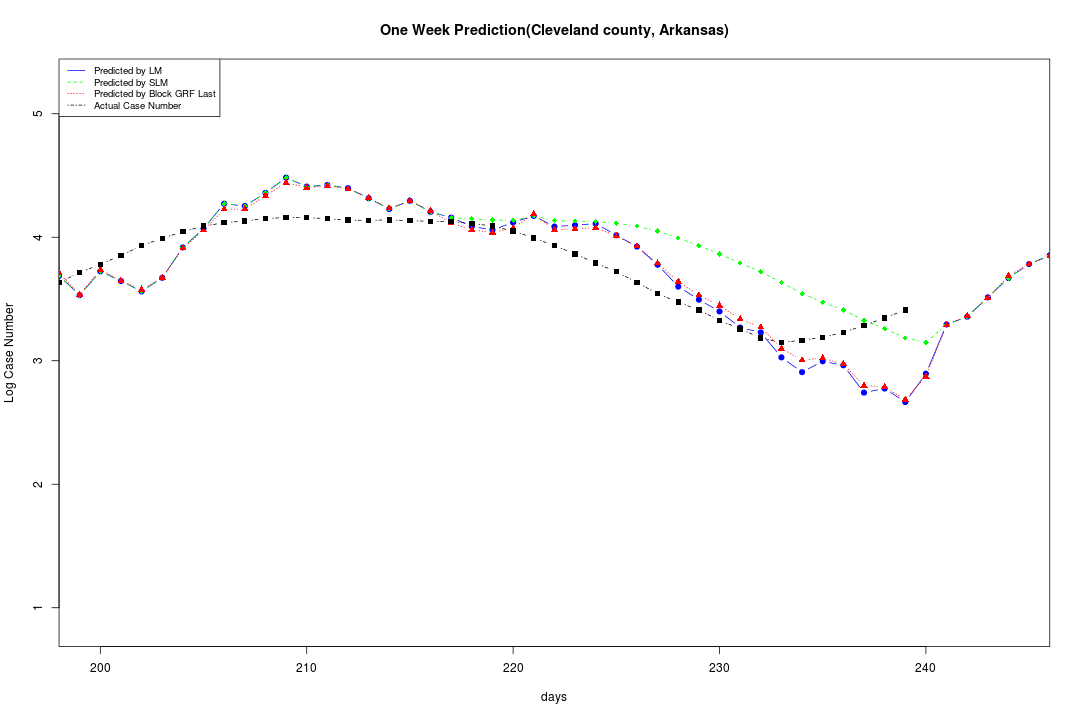 One Week Prediction(Cleveland county, Arkansas)
Predicted by LM
Predicted by SLM
Predicted by Block GRF Last
Actual Case Number
5
4
3
2
1
Log Case Number
200 210 220 230 240
days